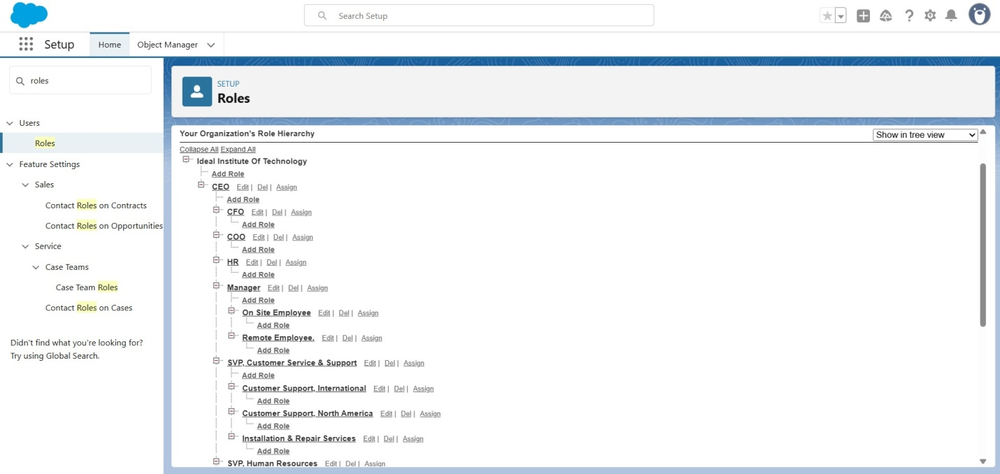 Search Setup
Setup
Home
Object Manager
roles
Users
Roles
Feature Settings
Sales
Contact Roles on Contracts
Contact Roles on Opportunities
Service
Case Teams
Case Team Roles
Contact Roles on Cases
Didn't find what you're looking for?
Try using Global Search.
SETUP
Roles
Your Organization's Role Hierarchy
Show in tree view
Collapse All Expand All
Ideal Institute Of Technology
Add Role
CEO Edit | Del | Assign
Add Role
CFO Edit | Del | Assign
Add Role
COO Edit | Del | Assign
Add Role
HR Edit | Del | Assign
Add Role
Manager Edit | Del | Assign
Add Role
On Site Employee Edit | Del | Assign
Add Role
Remote Employee. Edit | Del | Assign
Add Role
SVP, Customer Service & Support Edit | Del | Assign
Add Role
Customer Support, International Edit | Del | Assign
Add Role
Customer Support, North America Edit | Del | Assign
Add Role
Installation & Repair Services Edit | Del | Assign
Add Role
SVP, Human Resources Edit | Del | Assign